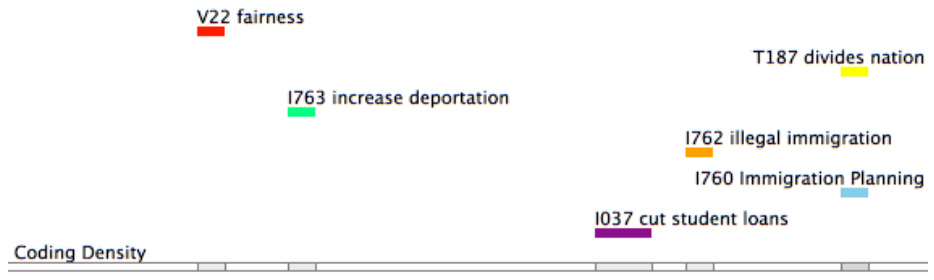 V22 fairness
T187 divides nation
I763 increase deportation
I762 illegal immigration
I760 Immigration Planning
I037 cut student loans
Coding Density